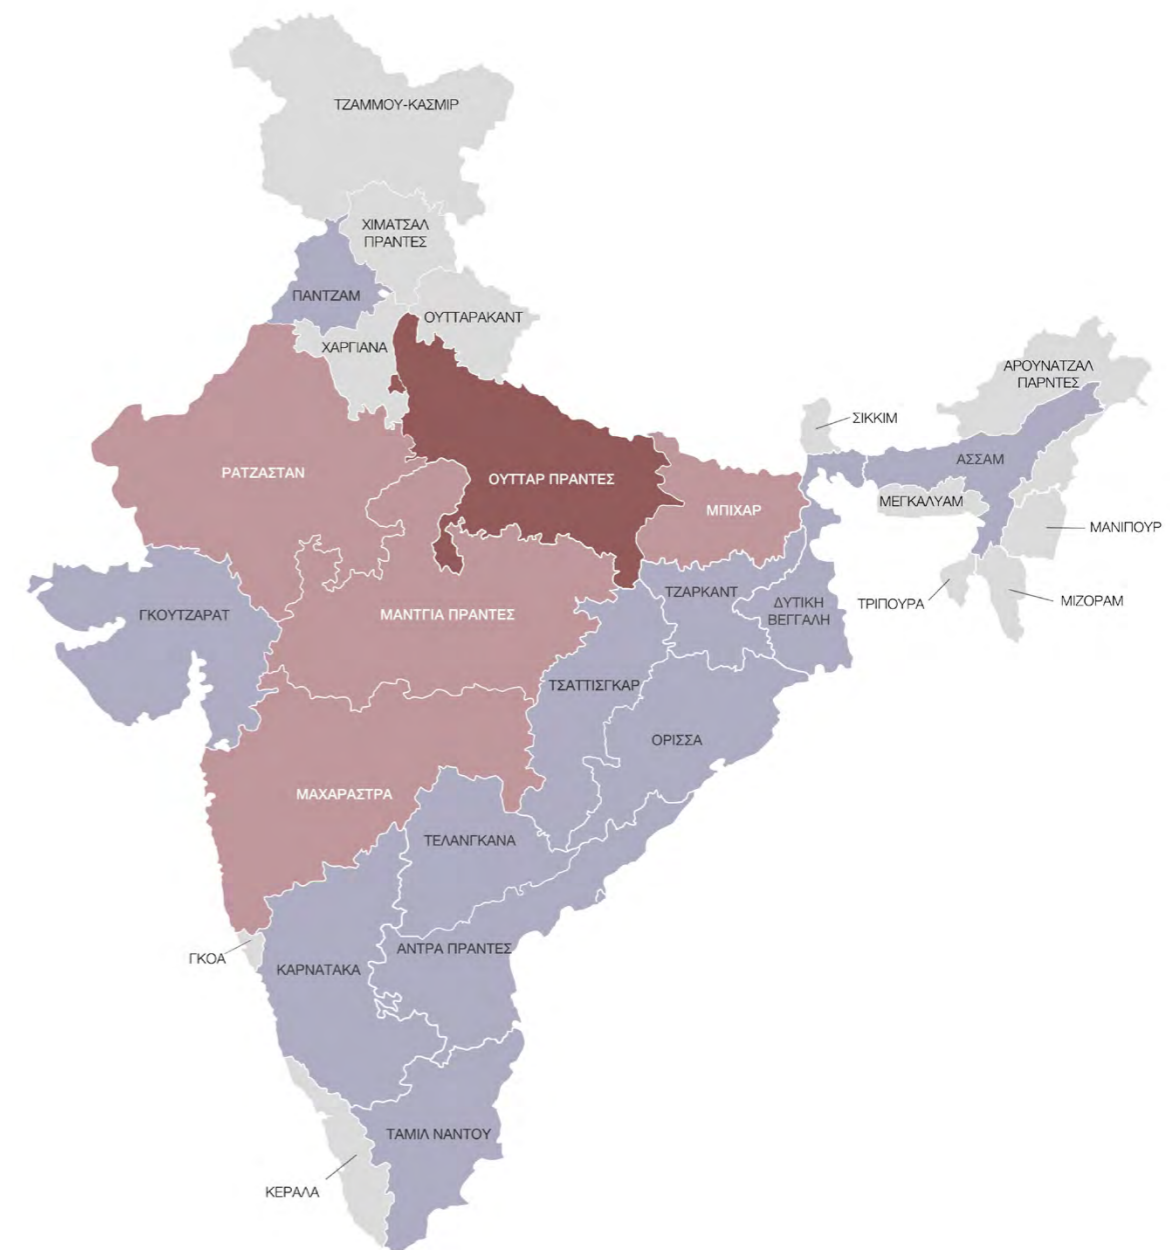 ΤΖΑΜΜΟΥ-ΚΑΣΜΙΡ
ΧΙΜΑΤΣΑΛ
ΠΡΑΝΤΕΣ
ΠΑΝΤΖΑΜ
ΟΥΤΤΑΡΑΚΑΝΤ
ΧΑΡΓΙΑΝΑ
ΑΡΟΥΝΑΤΖΑΛ
ΠΑΡΝΤΕΣ
ΣΙΚΚΙΜ
ΑΣΣΑΜ
ΡΑΤΖΑΣΤΑΝ
ΟΥΤΤΑΡ ΠΡΑΝΤΕΣ
ΜΠΙΧΑΡ
ΜΕΓΚΑΛΥΑΜ
ΜΑΝΙΠΟΥΡ
ΤΖΑΡΚΑΝΤ
ΔΥΤΙΚΗ
ΒΕΓΓΑΛΗ
ΤΡΙΠΟΥΡΑ
ΜΙΖΟΡΑΜ
ΓΚΟΥΤΖΑΡΑΤ
ΜΑΝΤΓΙΑ ΠΡΑΝΤΕΣ
ΤΣΑΤΤΙΣΓΚΑΡ
ΟΡΙΣΣΑ
ΜΑΧΑΡΑΣΤΡΑ
ΤΕΛΑΝΓΚΑΝΑ
ΓΚΟΑ
ΚΑΡΝΑΤΑΚΑ
ΑΝΤΡΑ ΠΡΑΝΤΕΣ
ΤΑΜΙΛ ΝΑΝΤΟΥ
ΚΕΡΑΛΑ